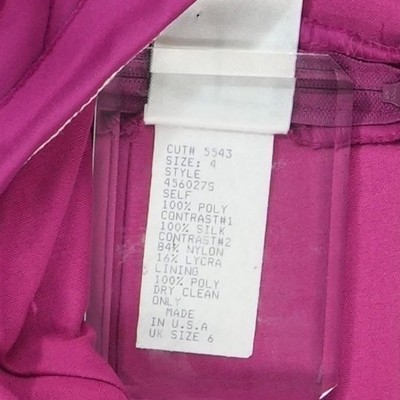 CUT# 5543
SIZE: 4
STYLE
456027S
SELF
100% POLY
CONTRAST#1
100% SILK
CONTRAST#2
84% NYLON
16% LYCRA
LINING
100% POLY
DRY CLEAN
ONLY
MADE
IN U.S.A
UK SIZE 6